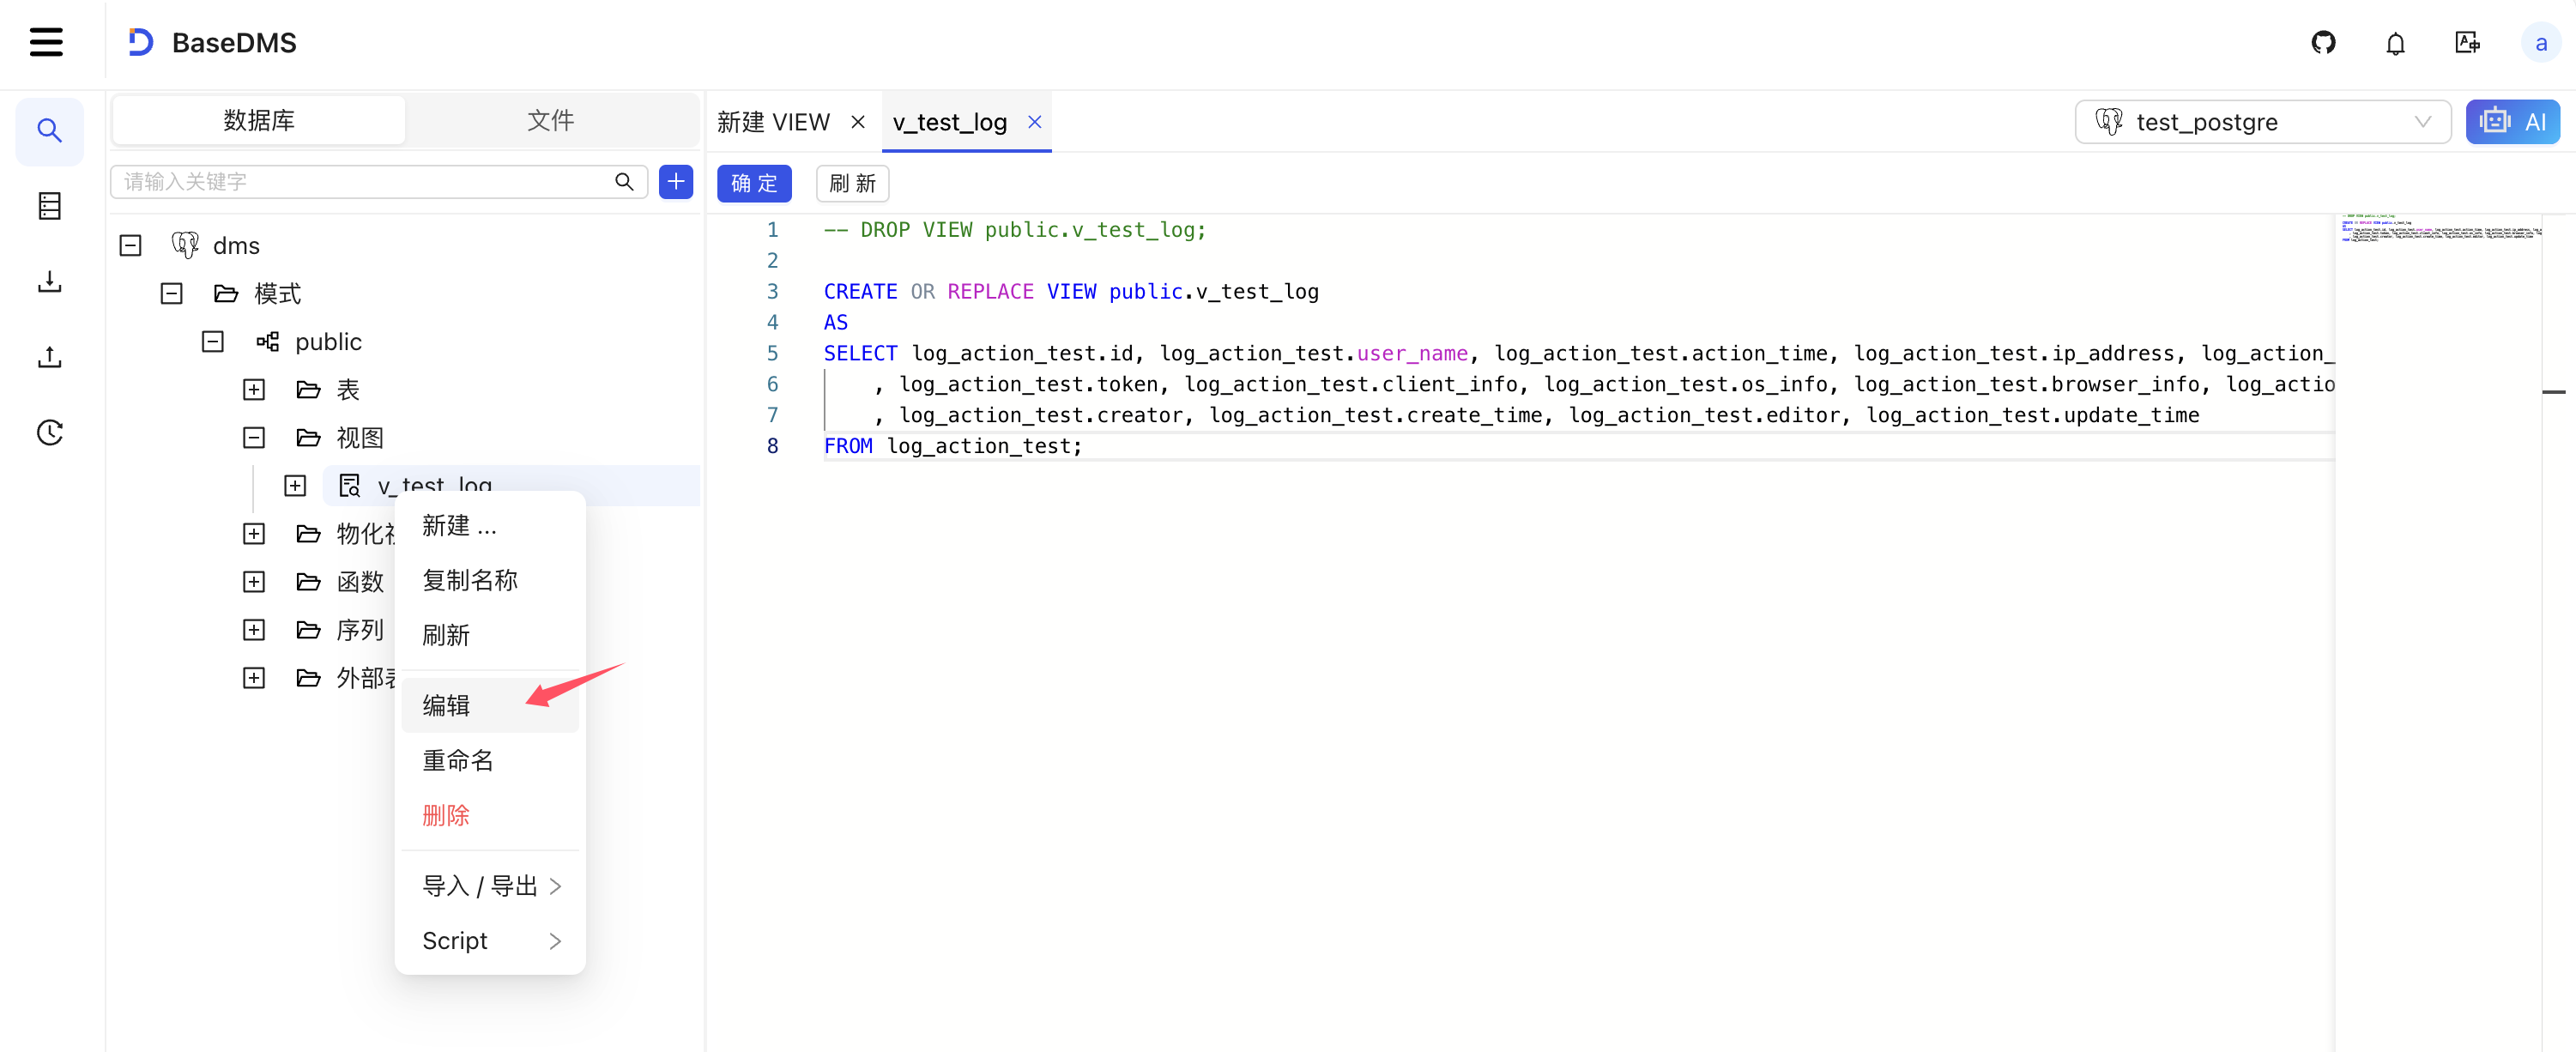 BaseDMS
a
数据库
文件
新建 VIEW
v_test_log
test_postgre
AI
请输入关键字
确 定
刷 新
dms
模式
public
表
视图
v_test_log
物化
函数
序列
外部
新建 ...
复制名称
刷新
编辑
重命名
删除
导入 / 导出
Script
1 -- DROP VIEW public.v_test_log;
2
3 CREATE OR REPLACE VIEW public.v_test_log
4 AS
5 SELECT log_action_test.id, log_action_test.user_name, log_action_test.action_time, log_action_test.ip_address, log_action_
6 , log_action_test.token, log_action_test.client_info, log_action_test.os_info, log_action_test.browser_info, log_actio
7 , log_action_test.creator, log_action_test.create_time, log_action_test.editor, log_action_test.update_time
8 FROM log_action_test;